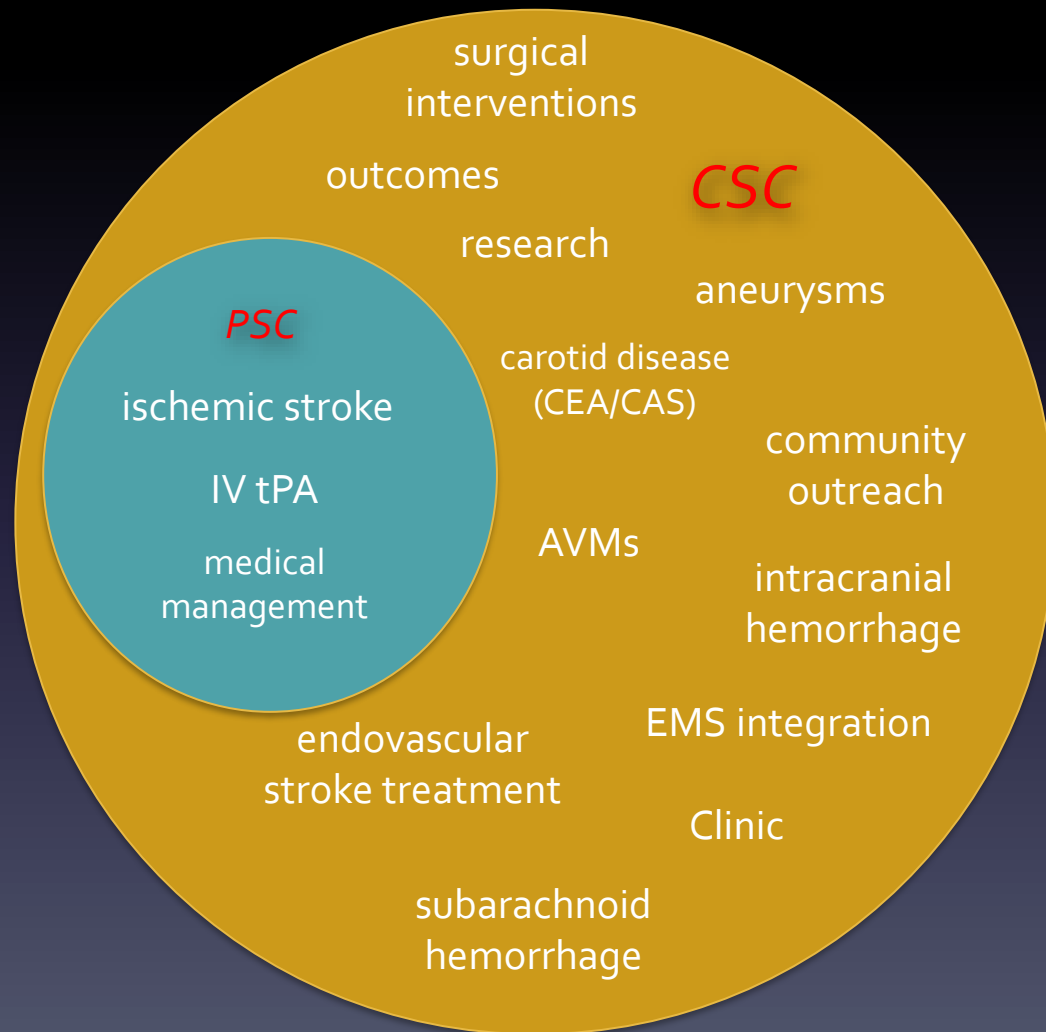 surgical
interventions
outcomes
CSC
research
aneurysms
PSC
ischemic stroke
IV tPA
medical
management
carotid disease
(CEA/CAS)
community
outreach
AVMs
intracranial
hemorrhage
endovascular
stroke treatment
EMS integration
Clinic
subarachnoid
hemorrhage